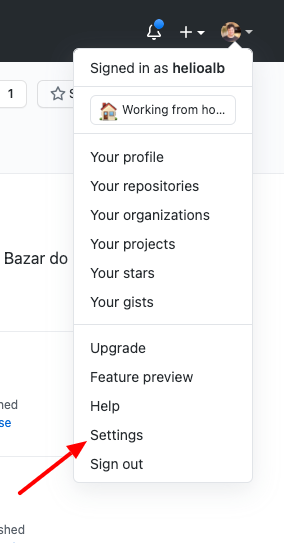 Signed in as helioalb
1
S
Working from ho...
Your profile
Your repositories
Your organizations
Your projects
Bazar do
Your stars
Your gists
Upgrade
Feature preview
Help
Settings
Sign out
hed
se
shed